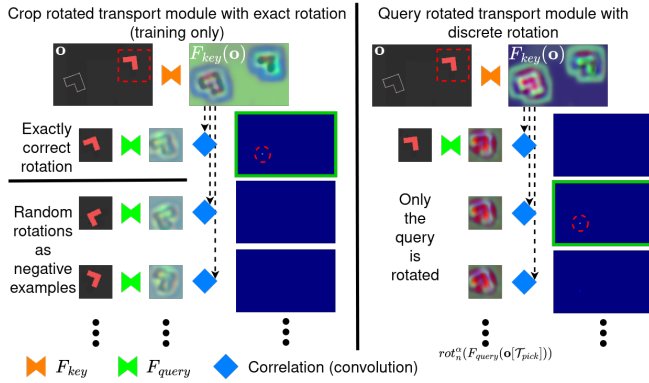 Crop rotated transport module with exact rotation
(training only)
o
F_key(o)
Exactly
correct
rotation
Random
rotations
as
negative
examples
Query rotated transport module with
discrete rotation
o
F_key(o)
Only
the
query
is
rotated
rot_n^α(F_query(o[𝒯_pick]))
F_key
F_query
Correlation (convolution)